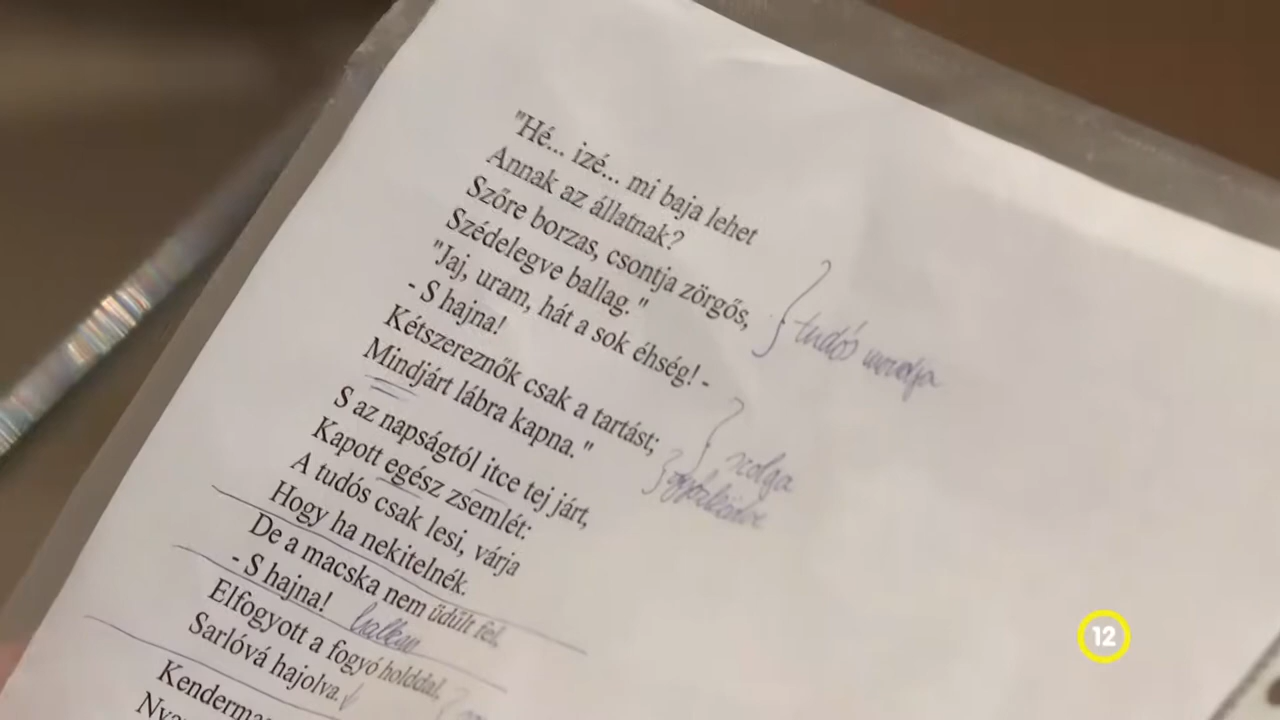 "Hé... izé... mi baja lehet
Annak az állatnak?
Szőre borzas, csontja zörgős,
Szédelegve ballag."
tudós mondja
"Jaj, uram, hát a sok éhség! -
- S hajna!
Kétszereznők csak a tartást;
Mindjárt lábra kapna."
szolga
S az napságtól itce tej járt,
Kapott egész zsemlét:
A tudós csak lesi, várja
Hogy ha nekitelnék.
De a macska nem üdűlt fel,
- S hajna!
halkan
Elfogyott a fogyó holddal,
Sarlóvá hajolva.
12